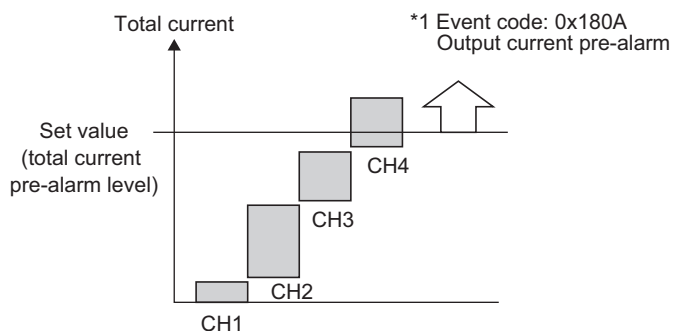 Total current
*1 Event code: 0x180A
Output current pre-alarm
Set value
(total current
pre-alarm level)
CH4
CH3
CH2
CH1